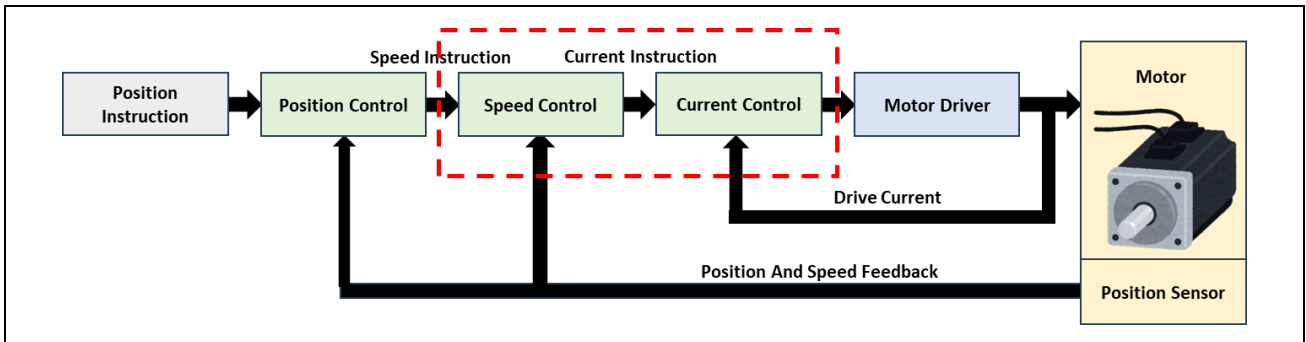 Speed Instruction
Current Instruction
Position
Instruction
Position Control
Speed Control
Current Control
Motor Driver
Motor
Drive Current
Position And Speed Feedback
Position Sensor